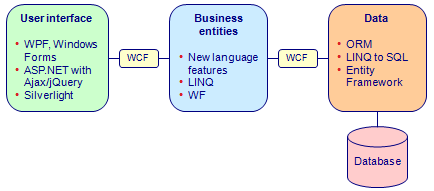 User interface
• WPF, Windows
Forms
• ASP.NET with
Ajax/jQuery
• Silverlight
WCF
Business
entities
• New language
features
• LINQ
• WF
WCF
Data
• ORM
• LINQ to SQL
• Entity
Framework
Database